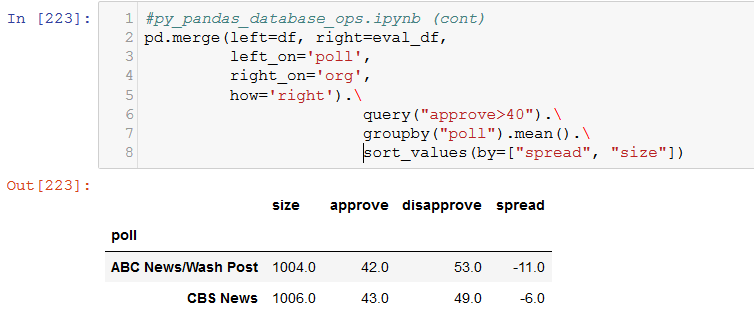 In [223]:
1 #py_pandas_database_ops.ipynb (cont)
2 pd.merge(left=df, right=eval_df,
3 left_on='poll',
4 right_on='org',
5 how='right').\
6 query("approve>40").\
7 groupby("poll").mean().\
8 sort_values(by=["spread", "size"])
Out[223]:
size approve disapprove spread
poll
ABC News/Wash Post 1004.0 42.0 53.0 -11.0
CBS News 1006.0 43.0 49.0 -6.0